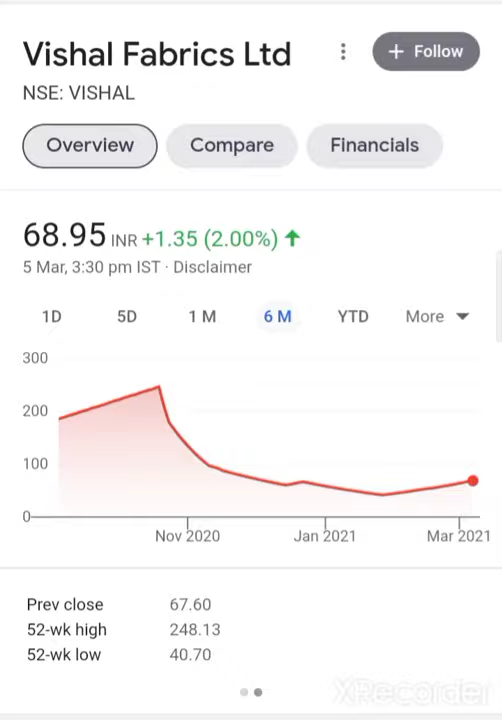 Vishal Fabrics Ltd
+ Follow
NSE: VISHAL
Overview Compare Financials
68.95 INR +1.35 (2.00%)
5 Mar, 3:30 pm IST · Disclaimer
1D 5D 1 M 6 M YTD More
300
200
100
0
Nov 2020 Jan 2021 Mar 2021
Prev close 67.60
52-wk high 248.13
52-wk low 40.70
XRecorder